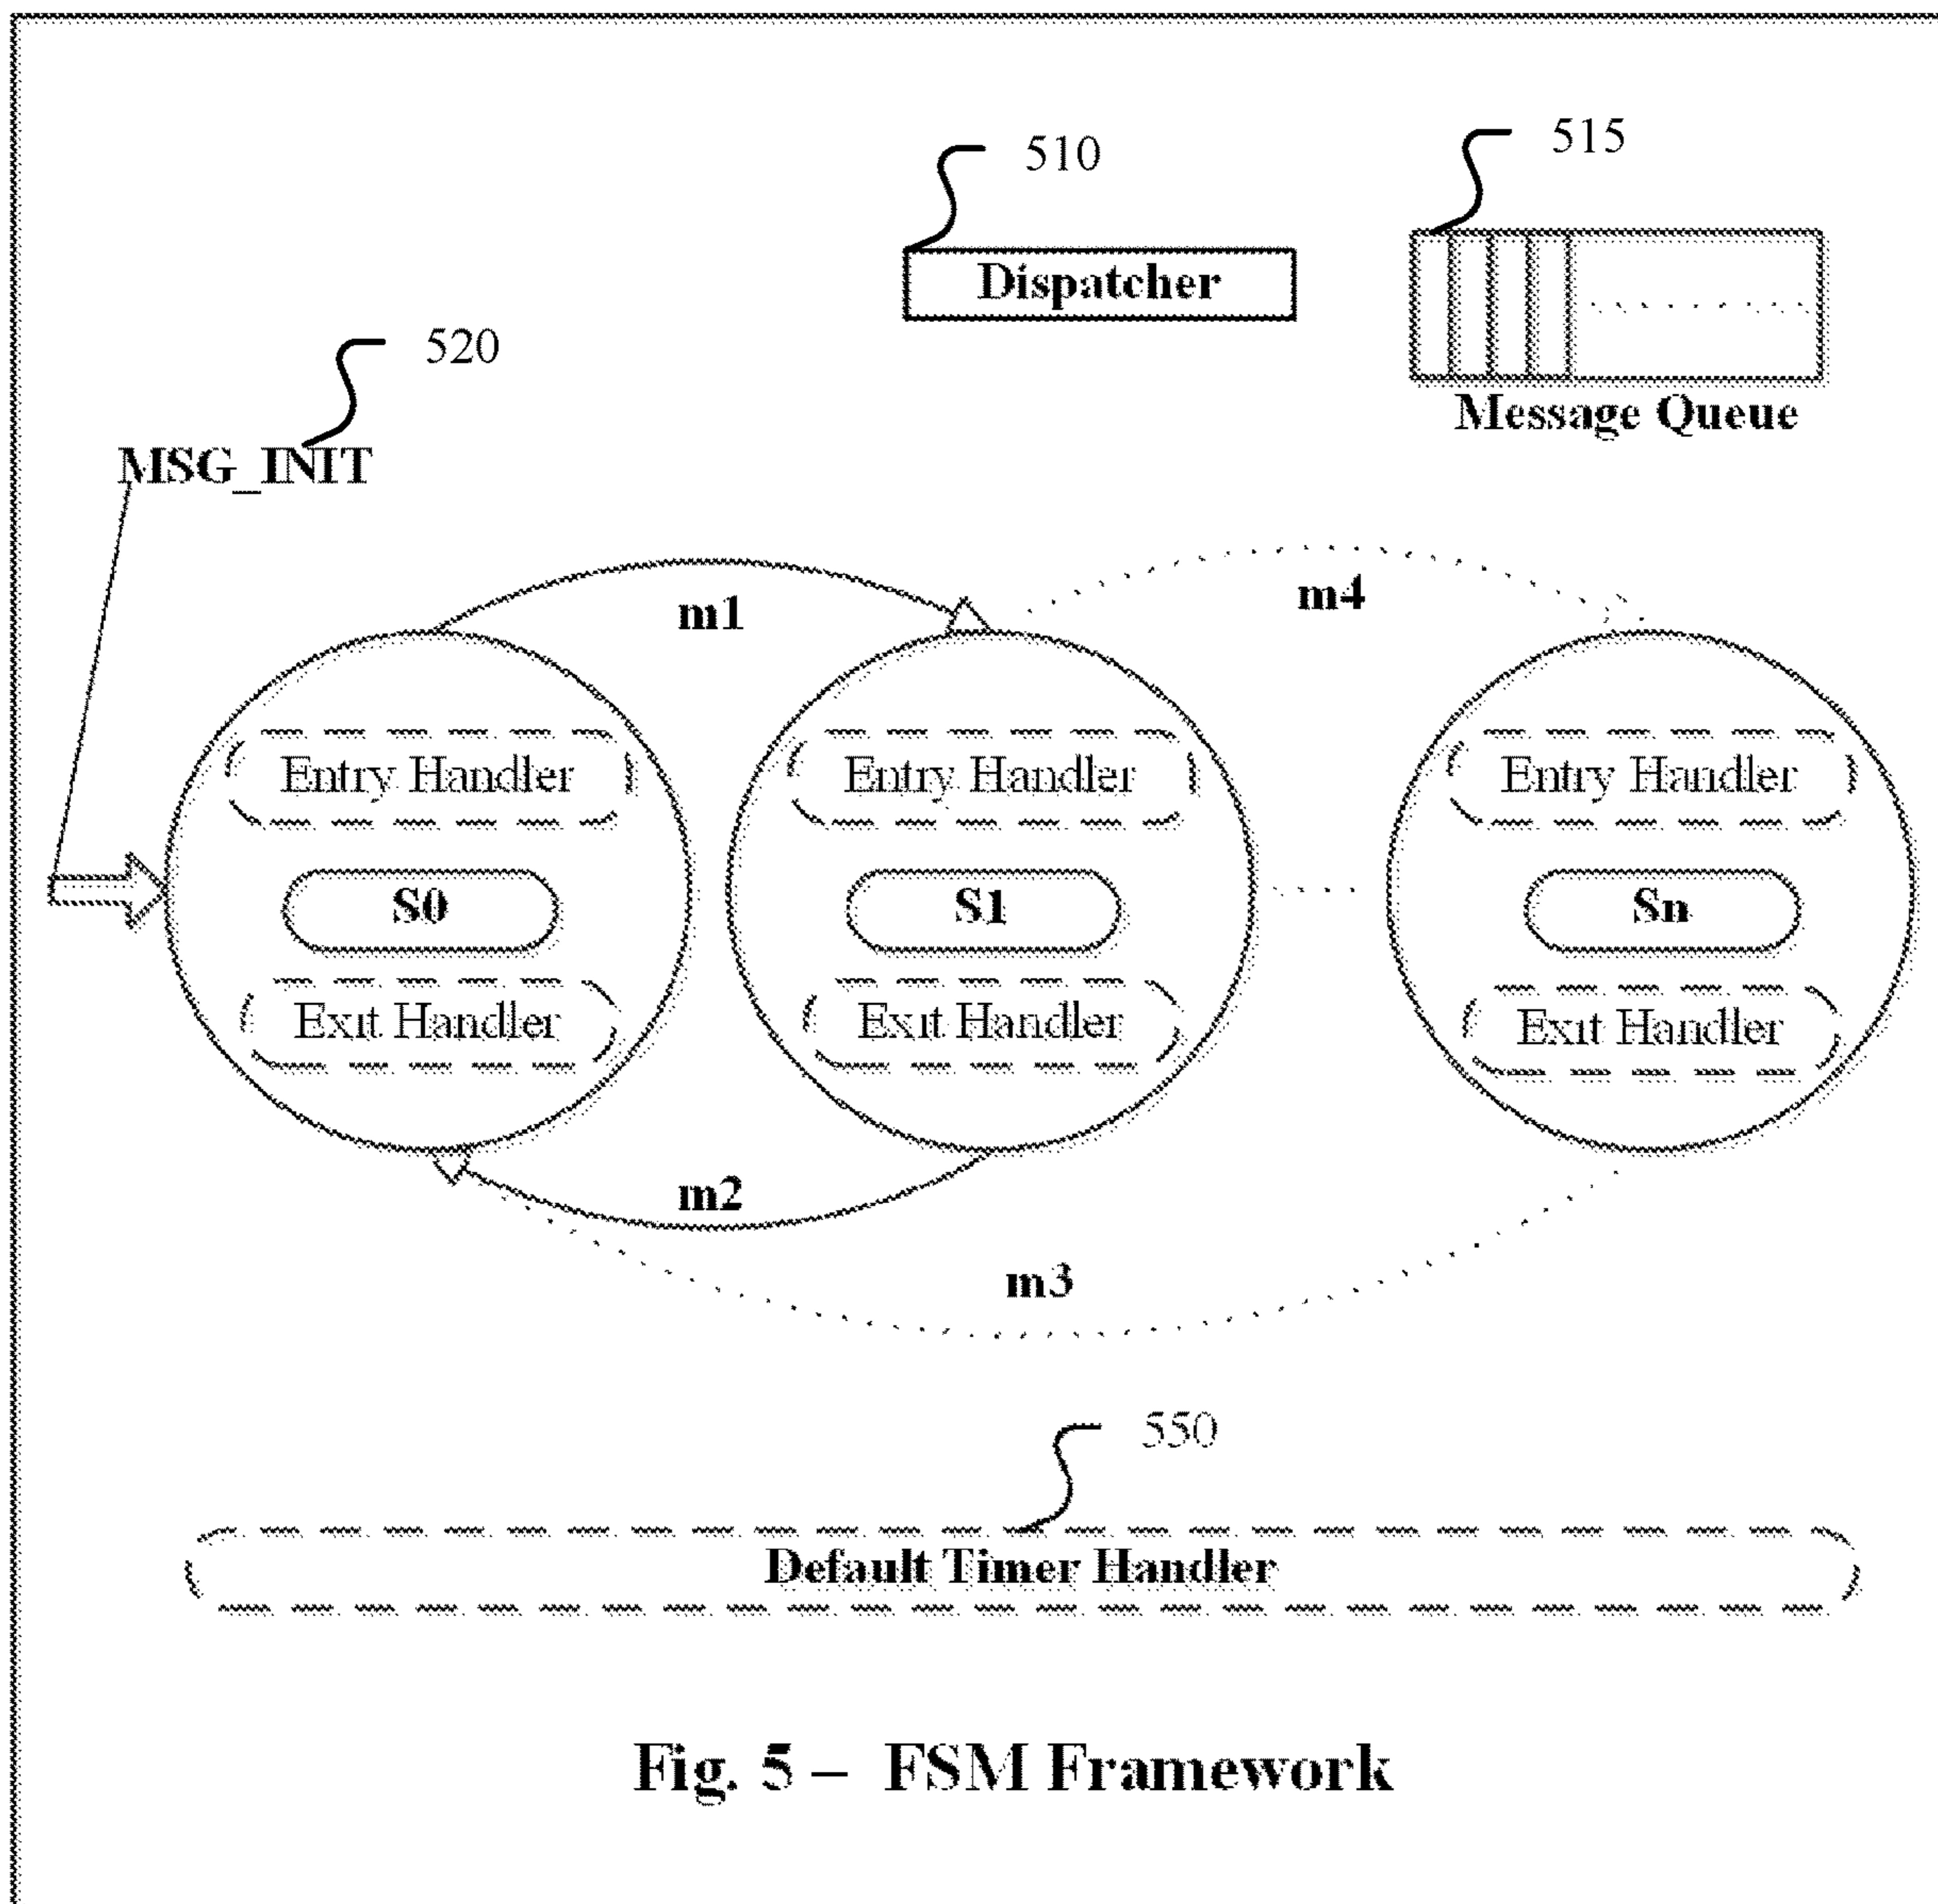 510
515
Dispatcher
520
Message Queue
MSG_INIT
m1
m4
Entry Handler
Entry Handler
Entry Handler
S0
S1
Sn
Exit Handler
Exit Handler
Exit Handler
m2
m3
550
Default Timer Handler
Fig. 5 – FSM Framework